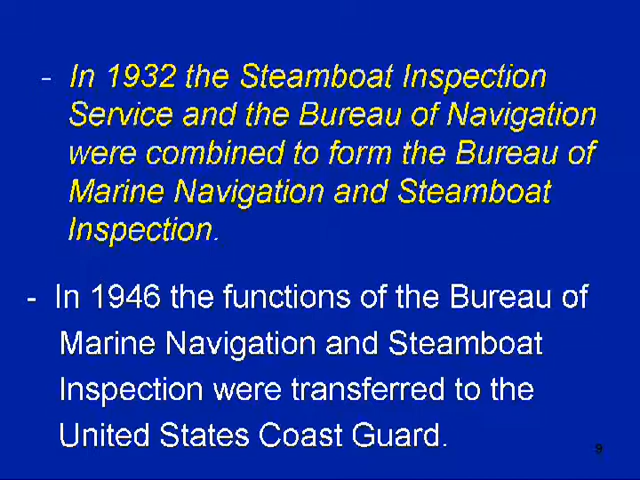 - In 1932 the Steamboat Inspection
Service and the Bureau of Navigation
were combined to form the Bureau of
Marine Navigation and Steamboat
Inspection.
- In 1946 the functions of the Bureau of
Marine Navigation and Steamboat
Inspection were transferred to the
United States Coast Guard.
9